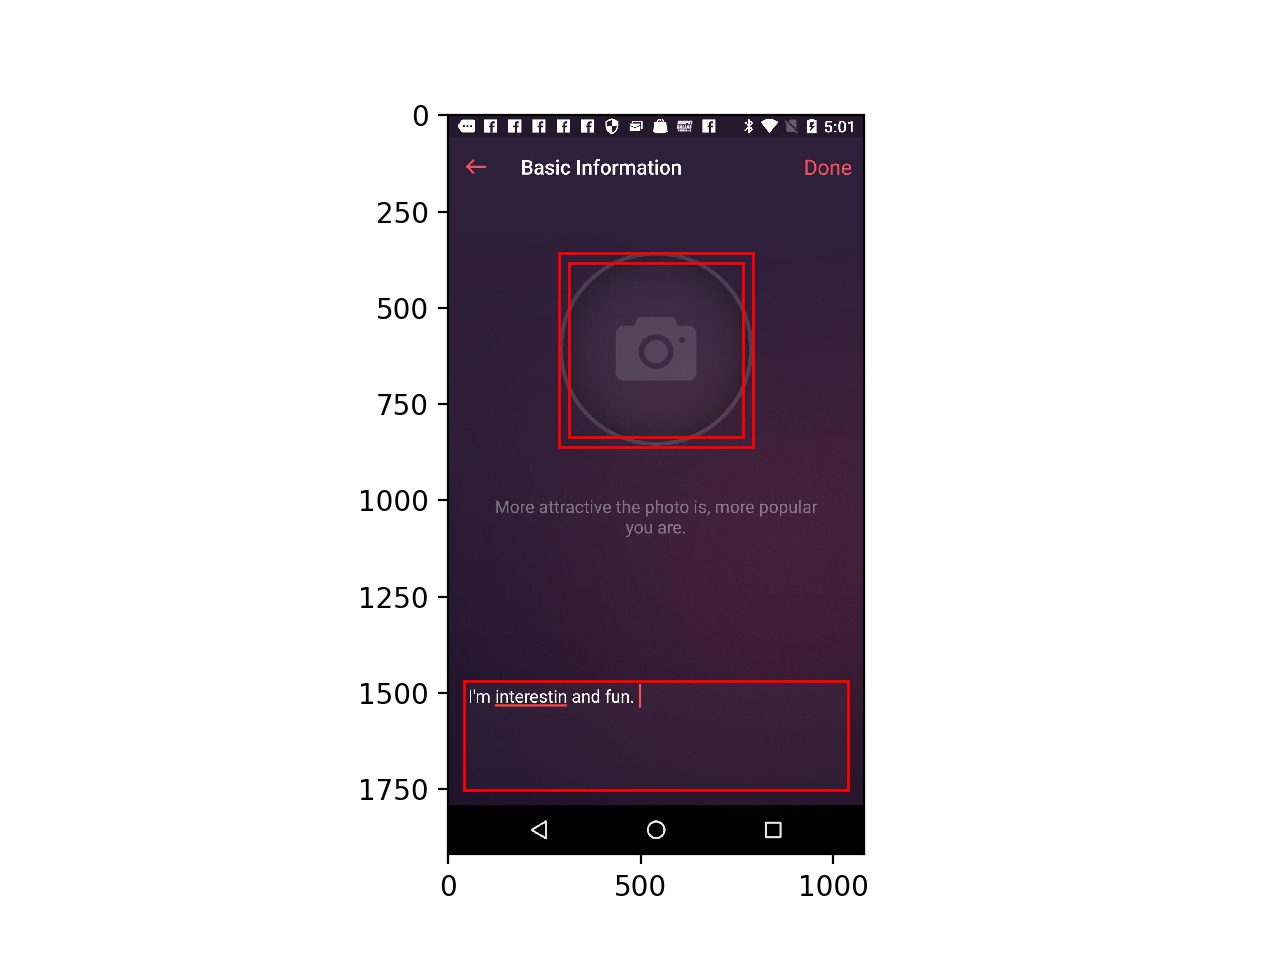 0
250
500
750
1000
1250
1500
1750
0
500
1000
5:01
Basic Information
Done
More attractive the photo is, more popular
you are.
I'm interestin and fun.